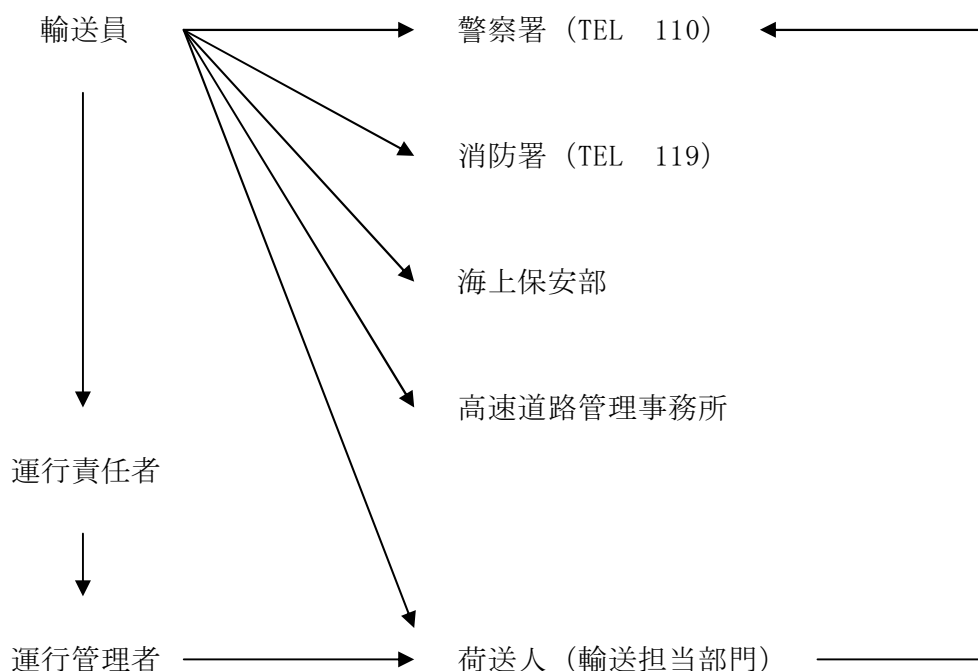 輸送員
警察署（TEL　110）
消防署（TEL　119）
海上保安部
高速道路管理事務所
運行責任者
運行管理者
荷送人（輸送担当部門）